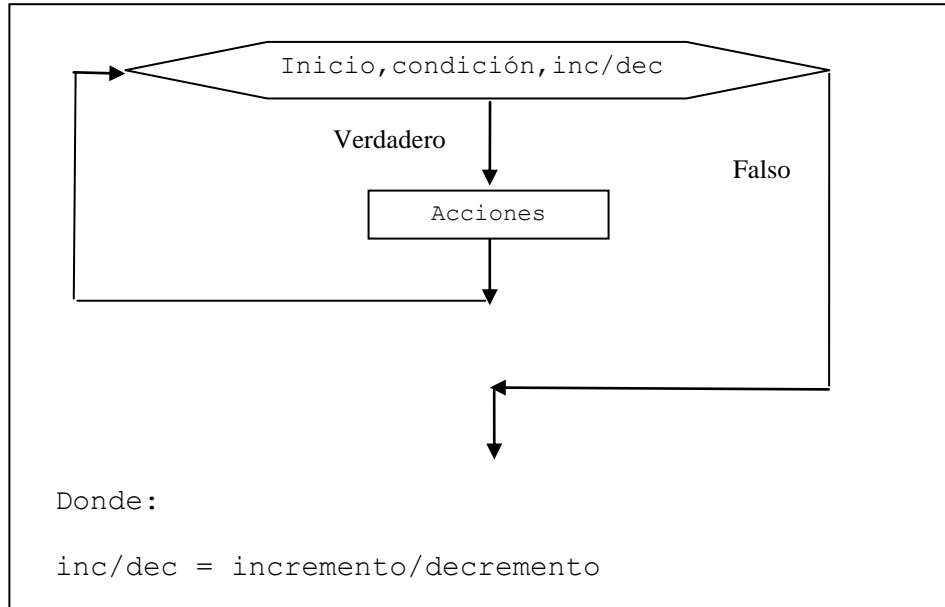 Inicio,condición,inc/dec
Verdadero
Falso
Acciones
Donde:
inc/dec = incremento/decremento